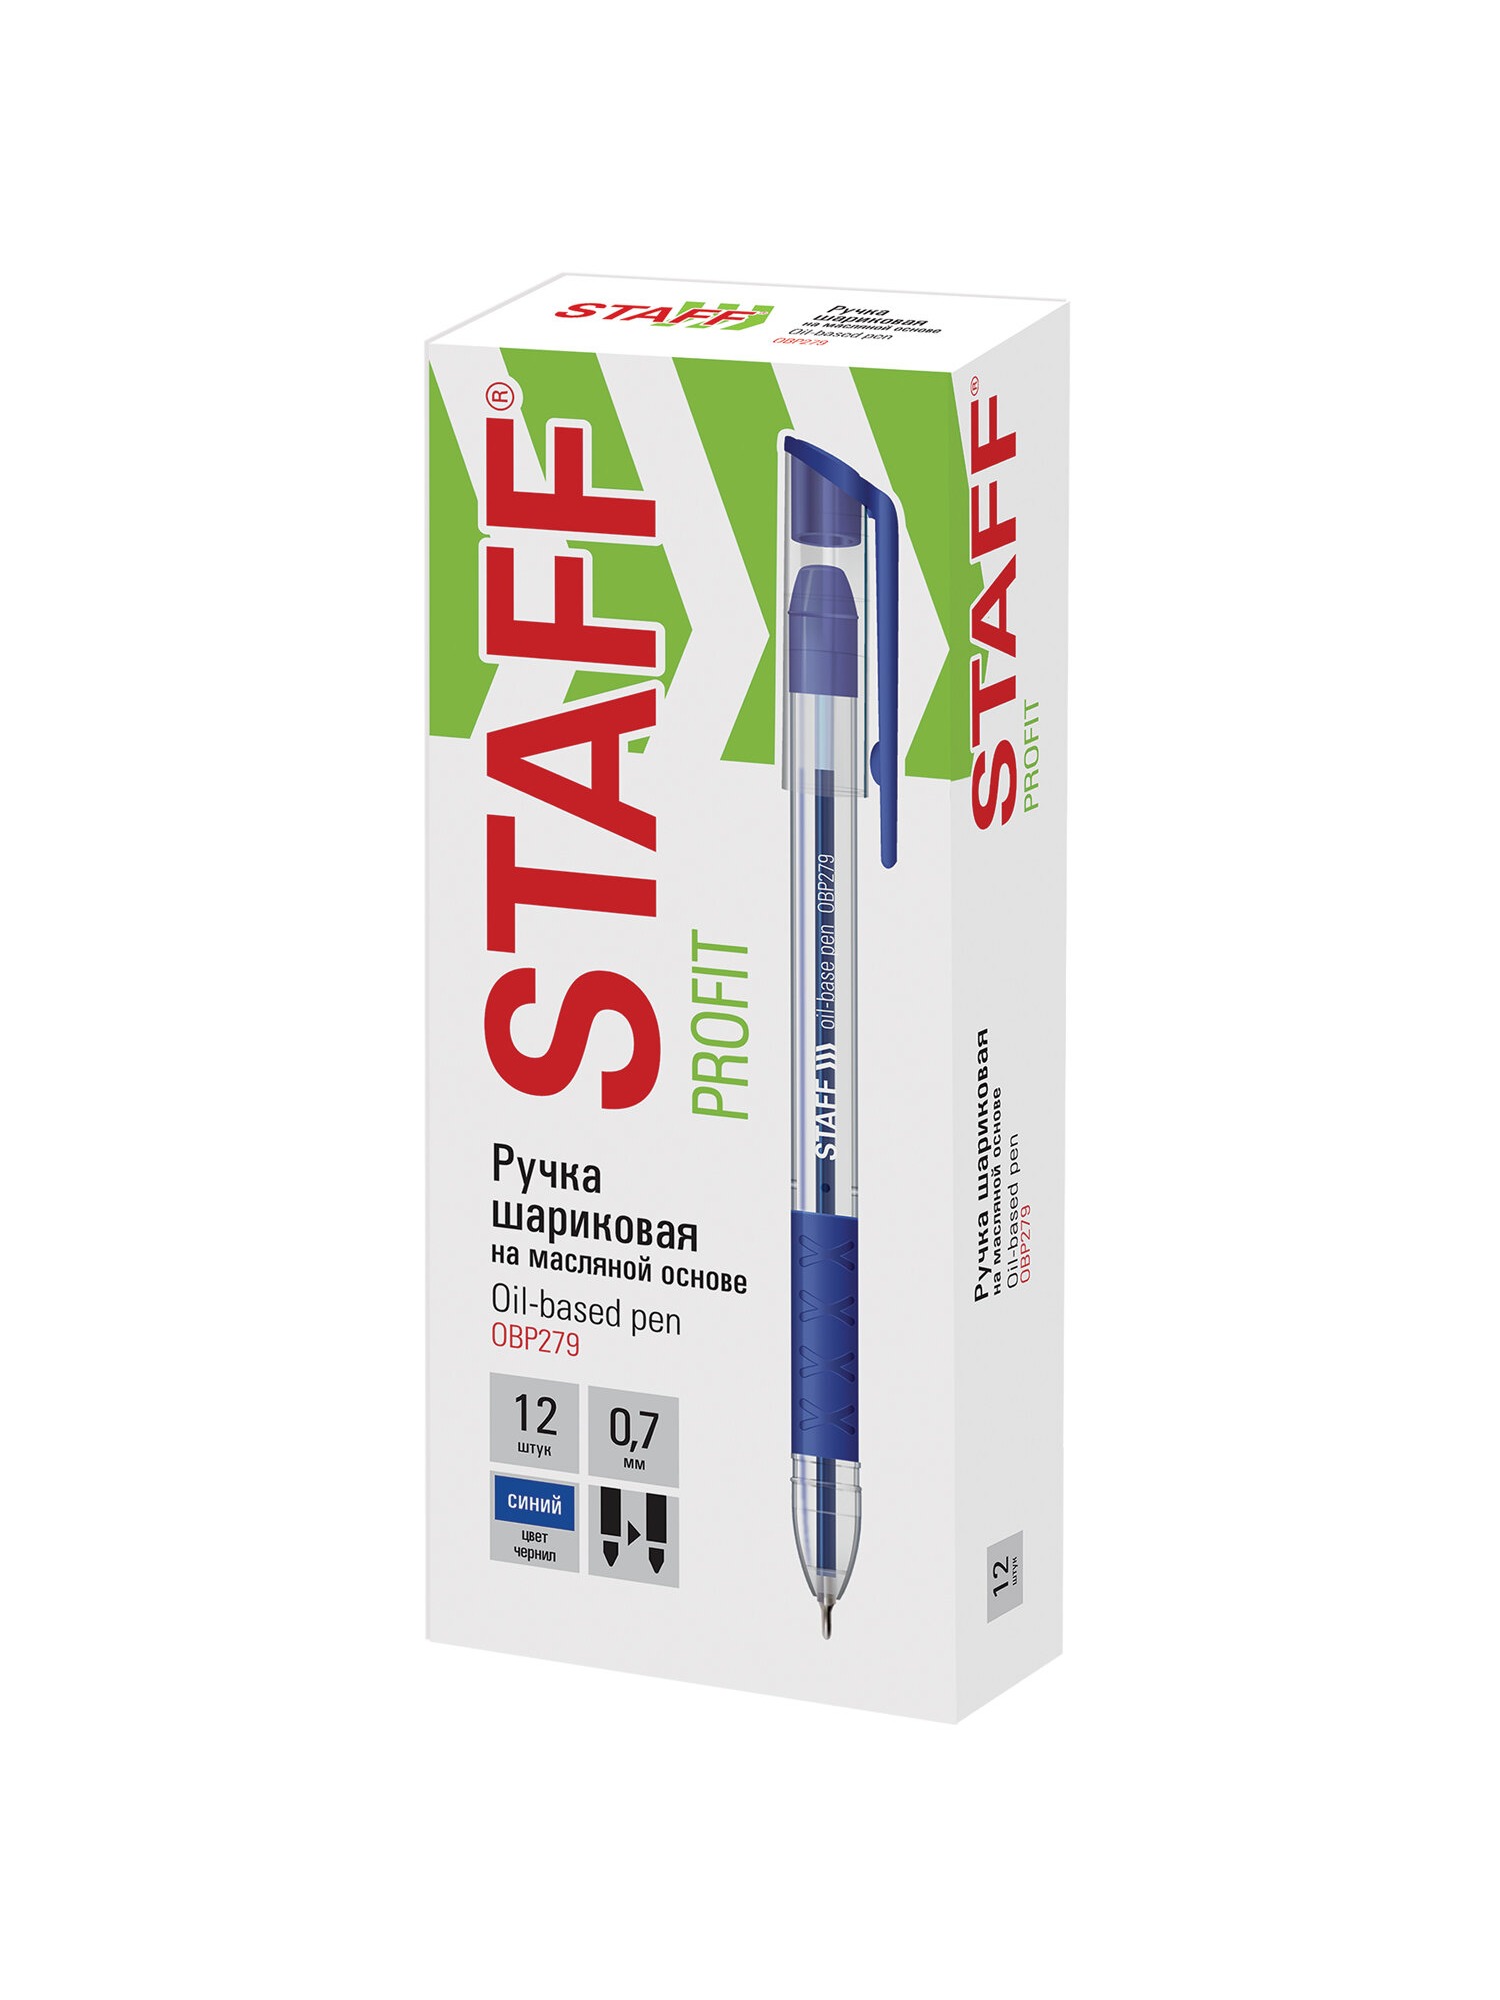 STAFF®
Ручка
шариковая
на масляной основе
Oil-based pen
OBP279
STAFF®
PROFIT
Ручка
шариковая
на масляной основе
Oil-based pen
OBP279
12
штук
0,7
мм
синий
цвет
чернил
STAFF oil-base pen OBP279
STAFF®
PROFIT
Ручка шариковая
на масляной основе
Oil-based pen
OBP279
12
штук